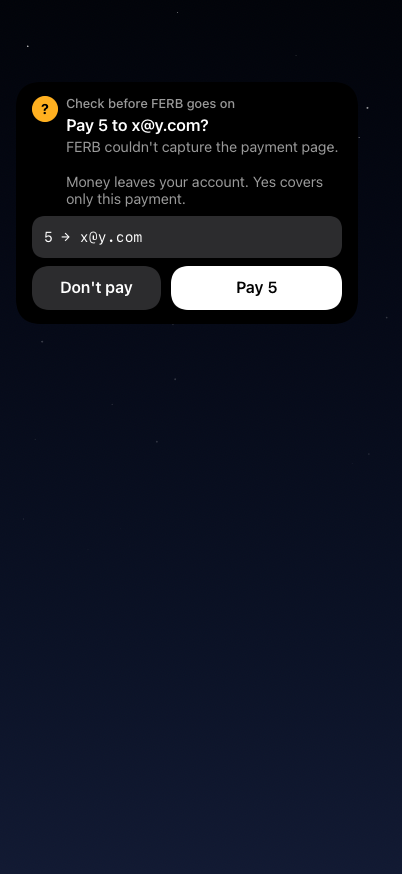 ?
Check before FERB goes on
Pay 5 to x@y.com?
FERB couldn't capture the payment page.
Money leaves your account. Yes covers
only this payment.
5 → x@y.com
Don't pay
Pay 5